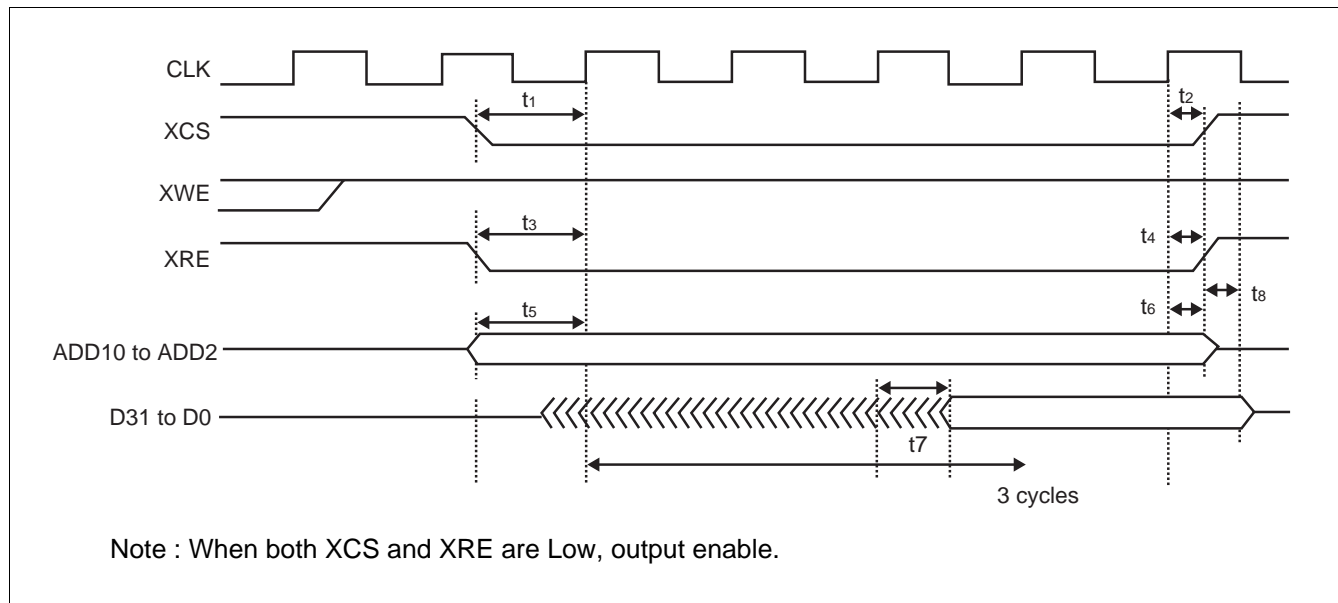 CLK
t1
t2
XCS
XWE
t3
t4
XRE
t8
t5
t6
ADD10 to ADD2
D31 to D0
t7
3 cycles
Note : When both XCS and XRE are Low, output enable.